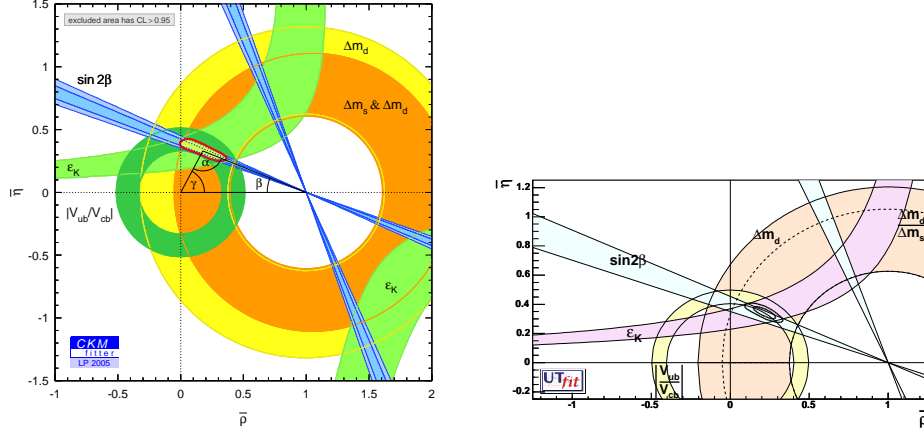 excluded area has CL > 0.95
Δm_d
sin 2β
Δm_s & Δm_d
ε_K
α
γ
β
|V_ub/V_cb|
ε_K
CKM
fitter
LP 2005
1.5
1
0.5
0
-0.5
-1
-1.5
η̅
-1
-0.5
0
0.5
1
1.5
2
ρ̅
η̅
1.2
1
0.8
0.6
0.4
0.2
0
-0.2
Δm_d
Δm_d
Δm_s
sin2β
ε_K
V_ub
V_cb
UTfit
-1
-0.5
0
0.5
1
ρ̅